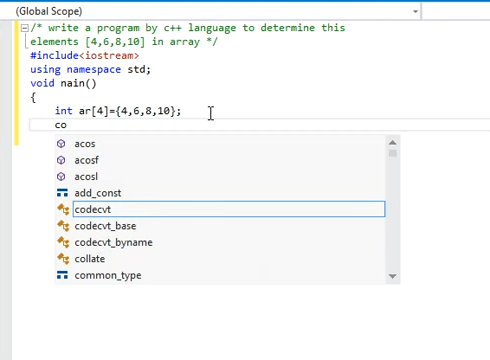 (Global Scope)
/* write a program by c++ language to determine this
elements [4,6,8,10] in array */
#include<iostream>
using namespace std;
void nain()
{
int ar[4]={4,6,8,10};
co
acos
acosf
acosl
add_const
codecvt
codecvt_base
codecvt_byname
collate
common_type